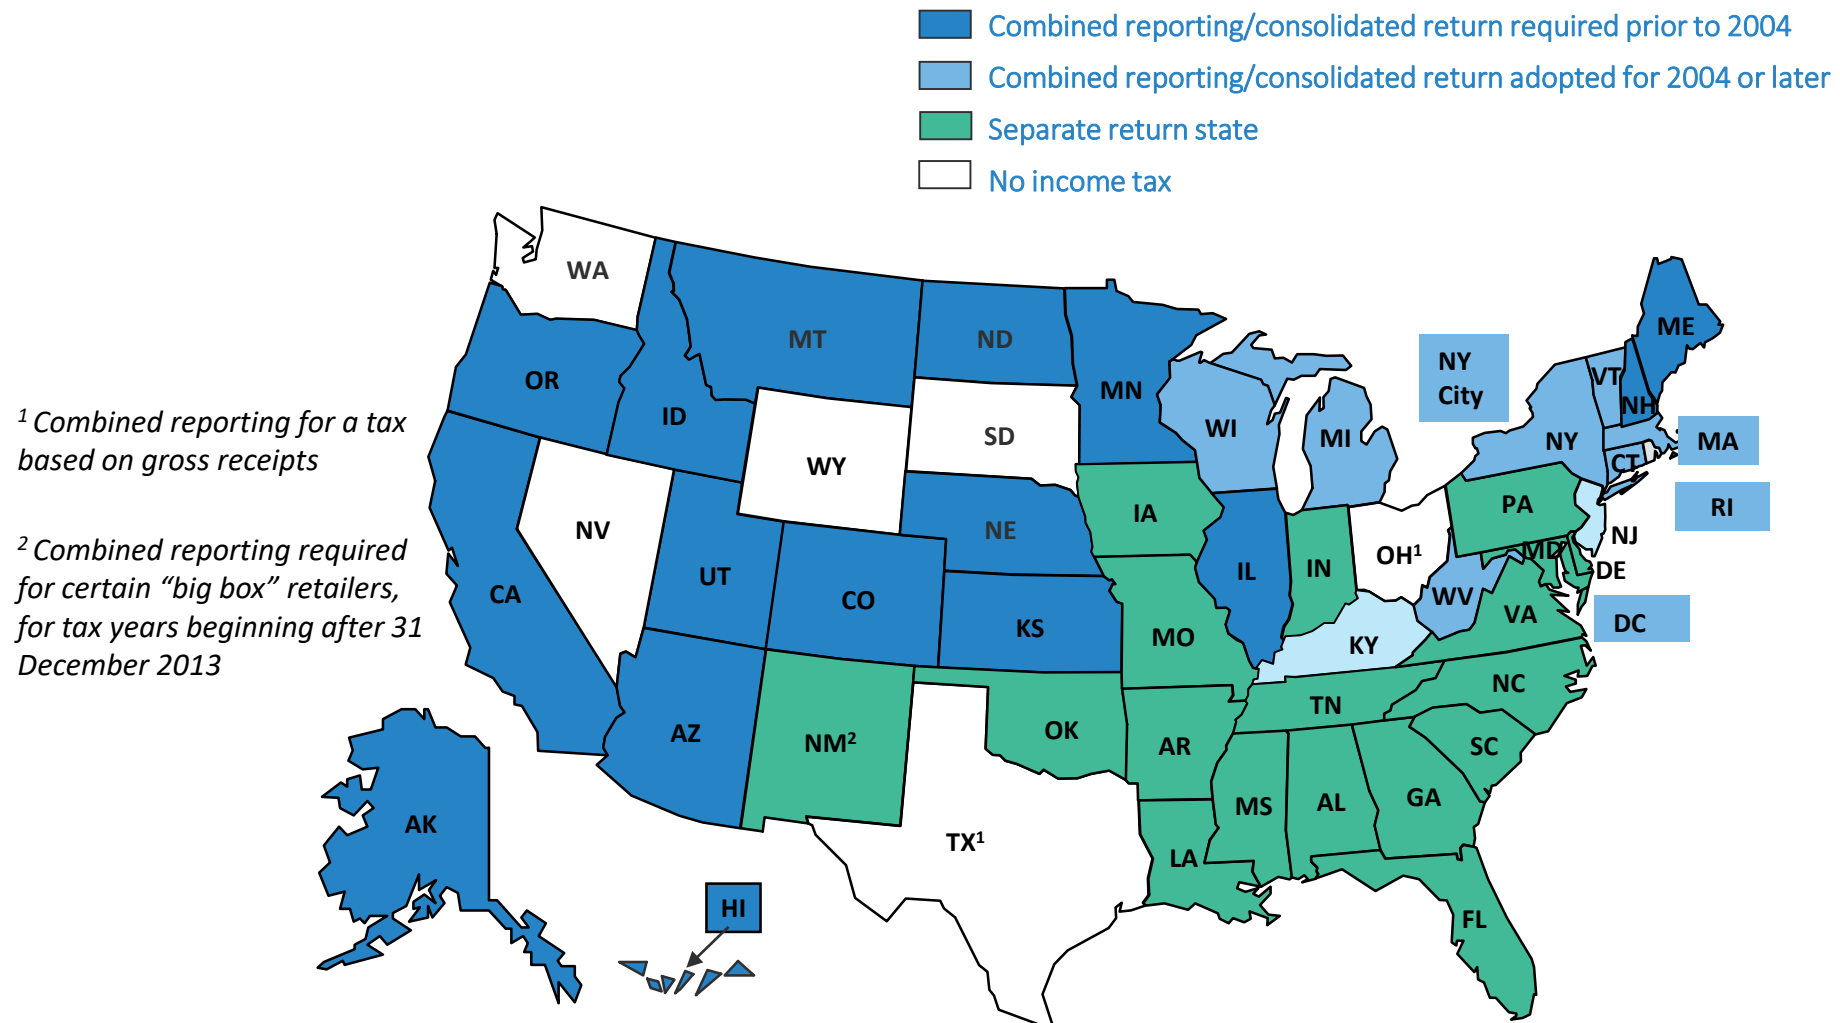 Combined reporting/consolidated return required prior to 2004
Combined reporting/consolidated return adopted for 2004 or later
Separate return state
No income tax
¹ Combined reporting for a tax
based on gross receipts
² Combined reporting required
for certain “big box” retailers,
for tax years beginning after 31
December 2013
WA
MT
ND
MN
ME
OR
ID
SD
WI
MI
NY
City
VT
NH
NY
MA
CT
WY
NV
NE
IA
PA
RI
NJ
CA
UT
CO
KS
MO
IL
IN
OH¹
MD
DE
WV
VA
DC
KY
AZ
NM²
OK
AR
TN
NC
SC
MS
AL
GA
LA
FL
TX¹
AK
HI